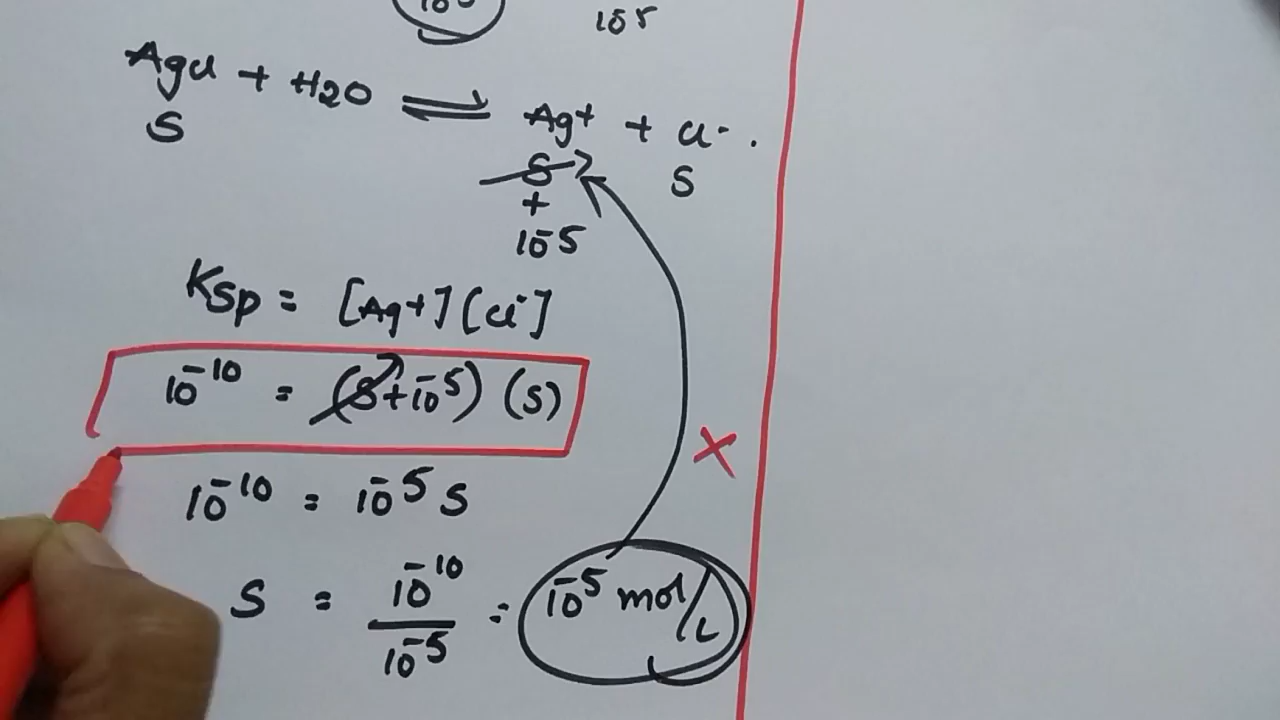 10⁻⁵
AgCl + H2O ⇌ Ag+ + Cl- .
S S S
+
10⁻⁵
Ksp = [Ag+][Cl-]
10⁻¹⁰ = (S+10⁻⁵) (S)
10⁻¹⁰ = 10⁻⁵ S
S = 10⁻¹⁰ / 10⁻⁵ = 10⁻⁵ mol/L
X